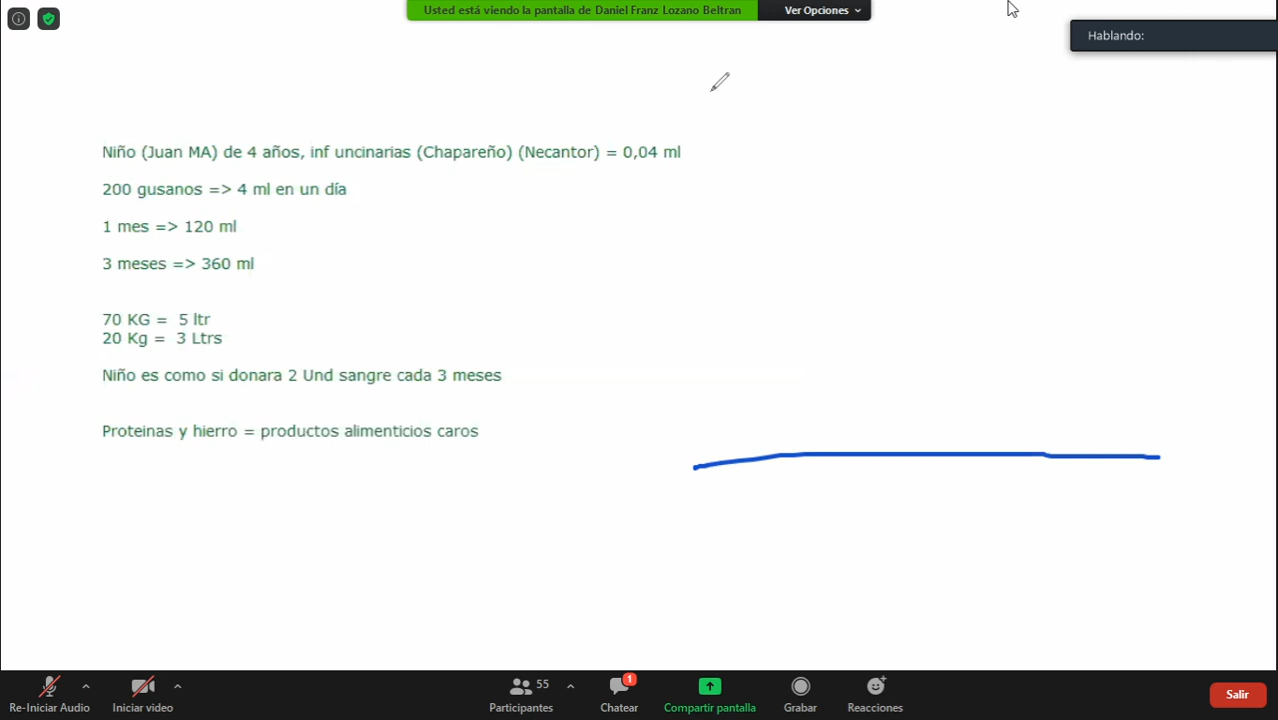 Usted está viendo la pantalla de Daniel Franz Lozano Beltran
Ver Opciones
Hablando:
Niño (Juan MA) de 4 años, inf uncinarias (Chapareño) (Necantor) = 0,04 ml
200 gusanos => 4 ml en un día
1 mes => 120 ml
3 meses => 360 ml
70 KG = 5 ltr
20 Kg = 3 Ltrs
Niño es como si donara 2 Und sangre cada 3 meses
Proteinas y hierro = productos alimenticios caros
Re-Iniciar Audio
Iniciar video
55
Participantes
1
Chatear
Compartir pantalla
Grabar
Reacciones
Salir